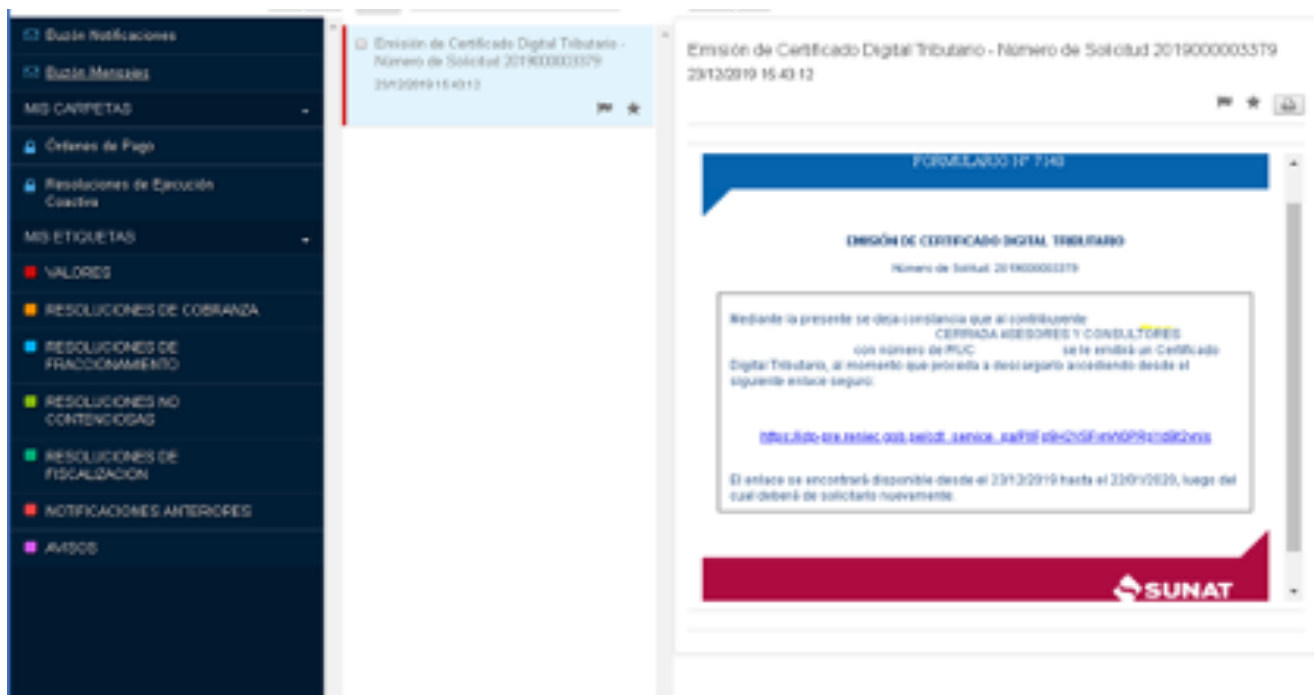 Buzón Notificaciones
Buzón Mensajes
MIS CARPETAS
Órdenes de Pago
Resoluciones de Ejecución
Coactiva
MIS ETIQUETAS
VALORES
RESOLUCIONES DE COBRANZA
RESOLUCIONES DE
FRACCIONAMIENTO
RESOLUCIONES NO
CONTENCIOSAS
RESOLUCIONES DE
FISCALIZACION
NOTIFICACIONES ANTERIORES
AVISOS
Emisión de Certificado Digital Tributario -
Número de Solicitud 2019000003379
23/12/2019 15:43:12
Emisión de Certificado Digital Tributario - Número de Solicitud 2019000003379
23/12/2019 15:43:12
FORMULARIO N°
EMISIÓN DE CERTIFICADO DIGITAL TRIBUTARIO
Número de Solitud: 2019000003379
Mediante la presente se deja constancia que al contribuyente
CERRADA ASESORES Y CONSULTORES
con número de RUC se le emitirá un Certificado
Digital Tributario, al momento que proceda a descargarlo accediendo desde el
siguiente enlace seguro:
El enlace se encontrará disponible desde el 23/12/2019 hasta el 22/01/2020, luego del
cual deberá de solicitarlo nuevamente.
SUNAT